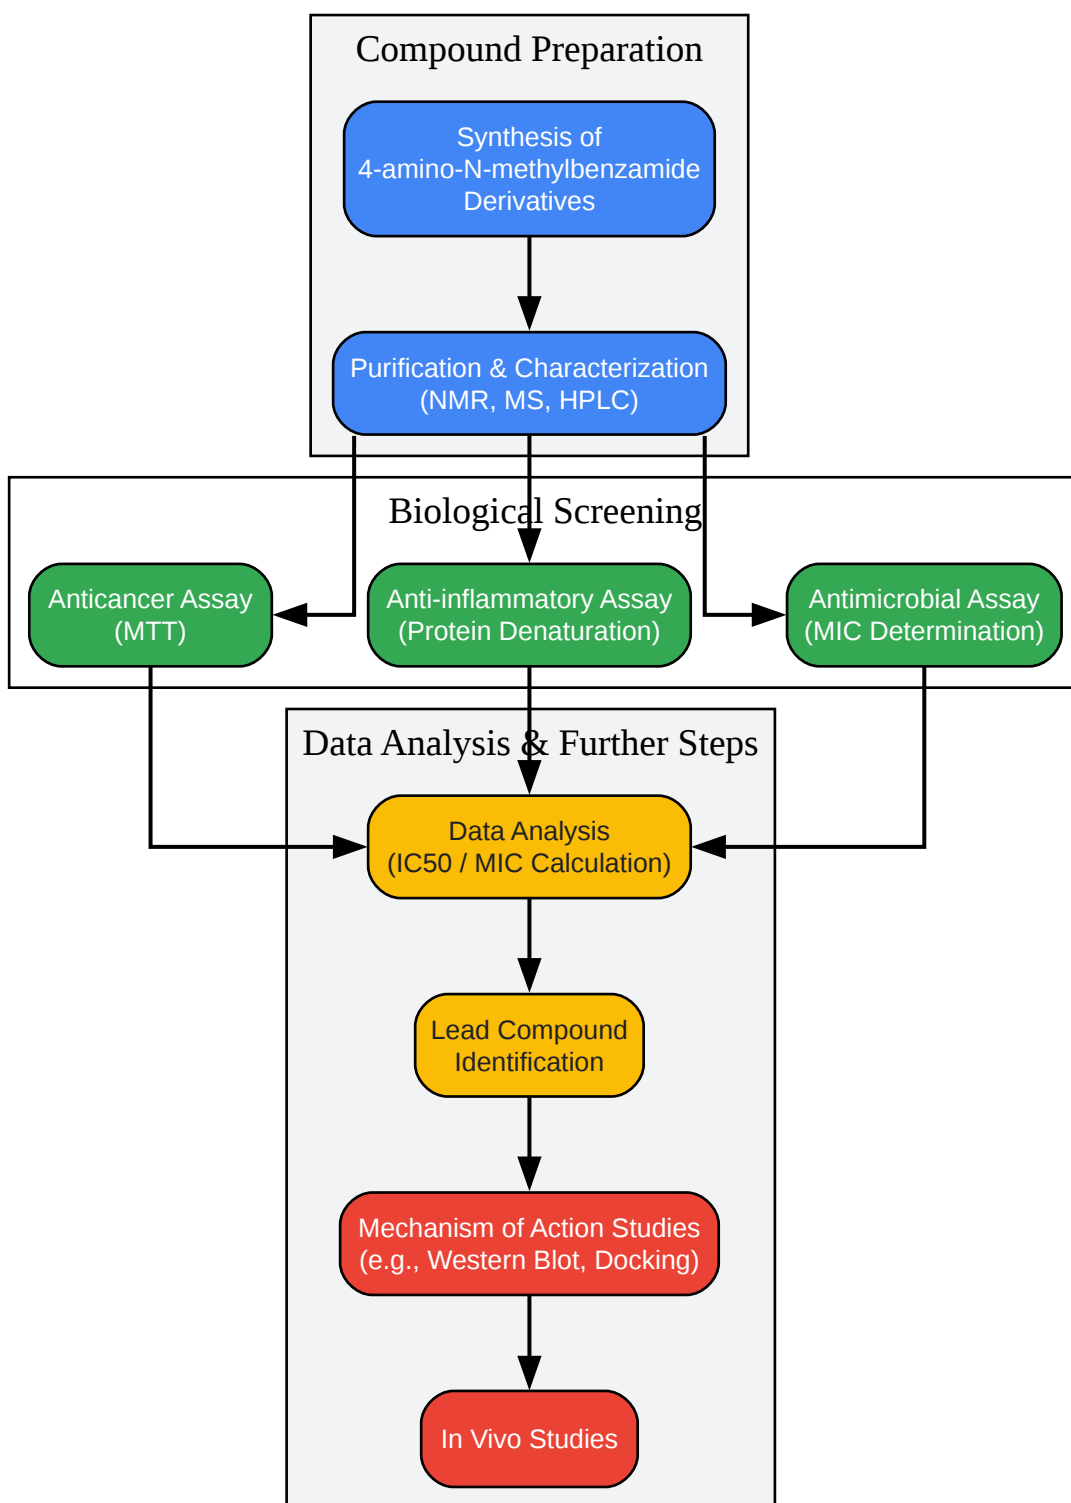 Compound Preparation
Synthesis of
4-amino-N-methylbenzamide
Derivatives
Purification & Characterization
(NMR, MS, HPLC)
Biological Screening
Anticancer Assay
(MTT)
Anti-inflammatory Assay
(Protein Denaturation)
Antimicrobial Assay
(MIC Determination)
Data Analysis & Further Steps
Data Analysis
(IC50 / MIC Calculation)
Lead Compound
Identification
Mechanism of Action Studies
(e.g., Western Blot, Docking)
In Vivo Studies